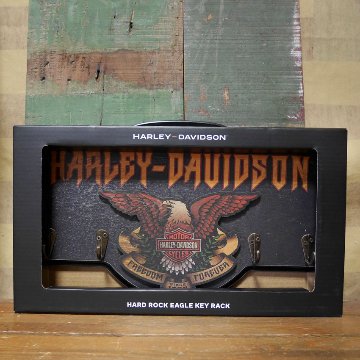 HARLEY-DAVIDSON
HARLEY-DAVIDSON
MOTOR
HARLEY-DAVIDSON
CYCLES
FREEDOM FOREVER
HARD ROCK EAGLE KEY RACK